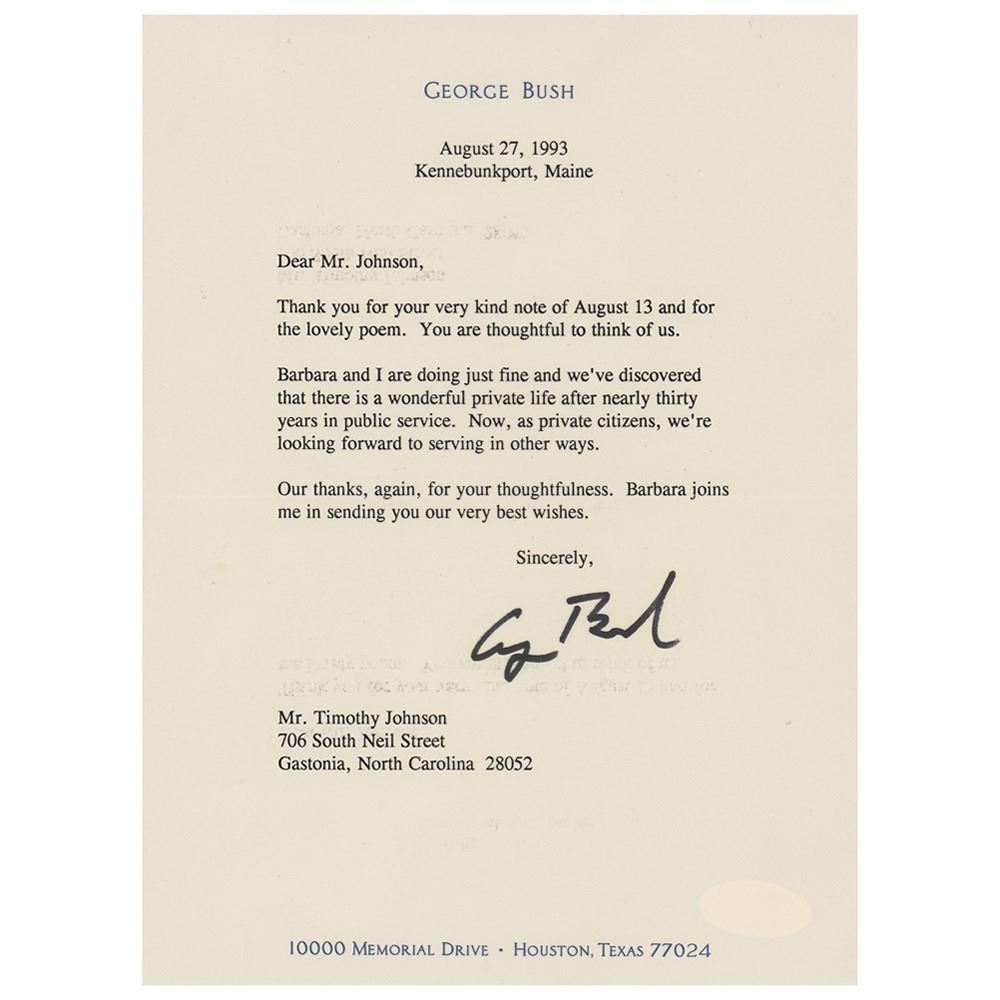 GEORGE BUSH
August 27, 1993
Kennebunkport, Maine
Dear Mr. Johnson,
Thank you for your very kind note of August 13 and for
the lovely poem. You are thoughtful to think of us.
Barbara and I are doing just fine and we've discovered
that there is a wonderful private life after nearly thirty
years in public service. Now, as private citizens, we're
looking forward to serving in other ways.
Our thanks, again, for your thoughtfulness. Barbara joins
me in sending you our very best wishes.
Sincerely,
G Bush
Mr. Timothy Johnson
706 South Neil Street
Gastonia, North Carolina 28052
10000 MEMORIAL DRIVE · HOUSTON, TEXAS 77024